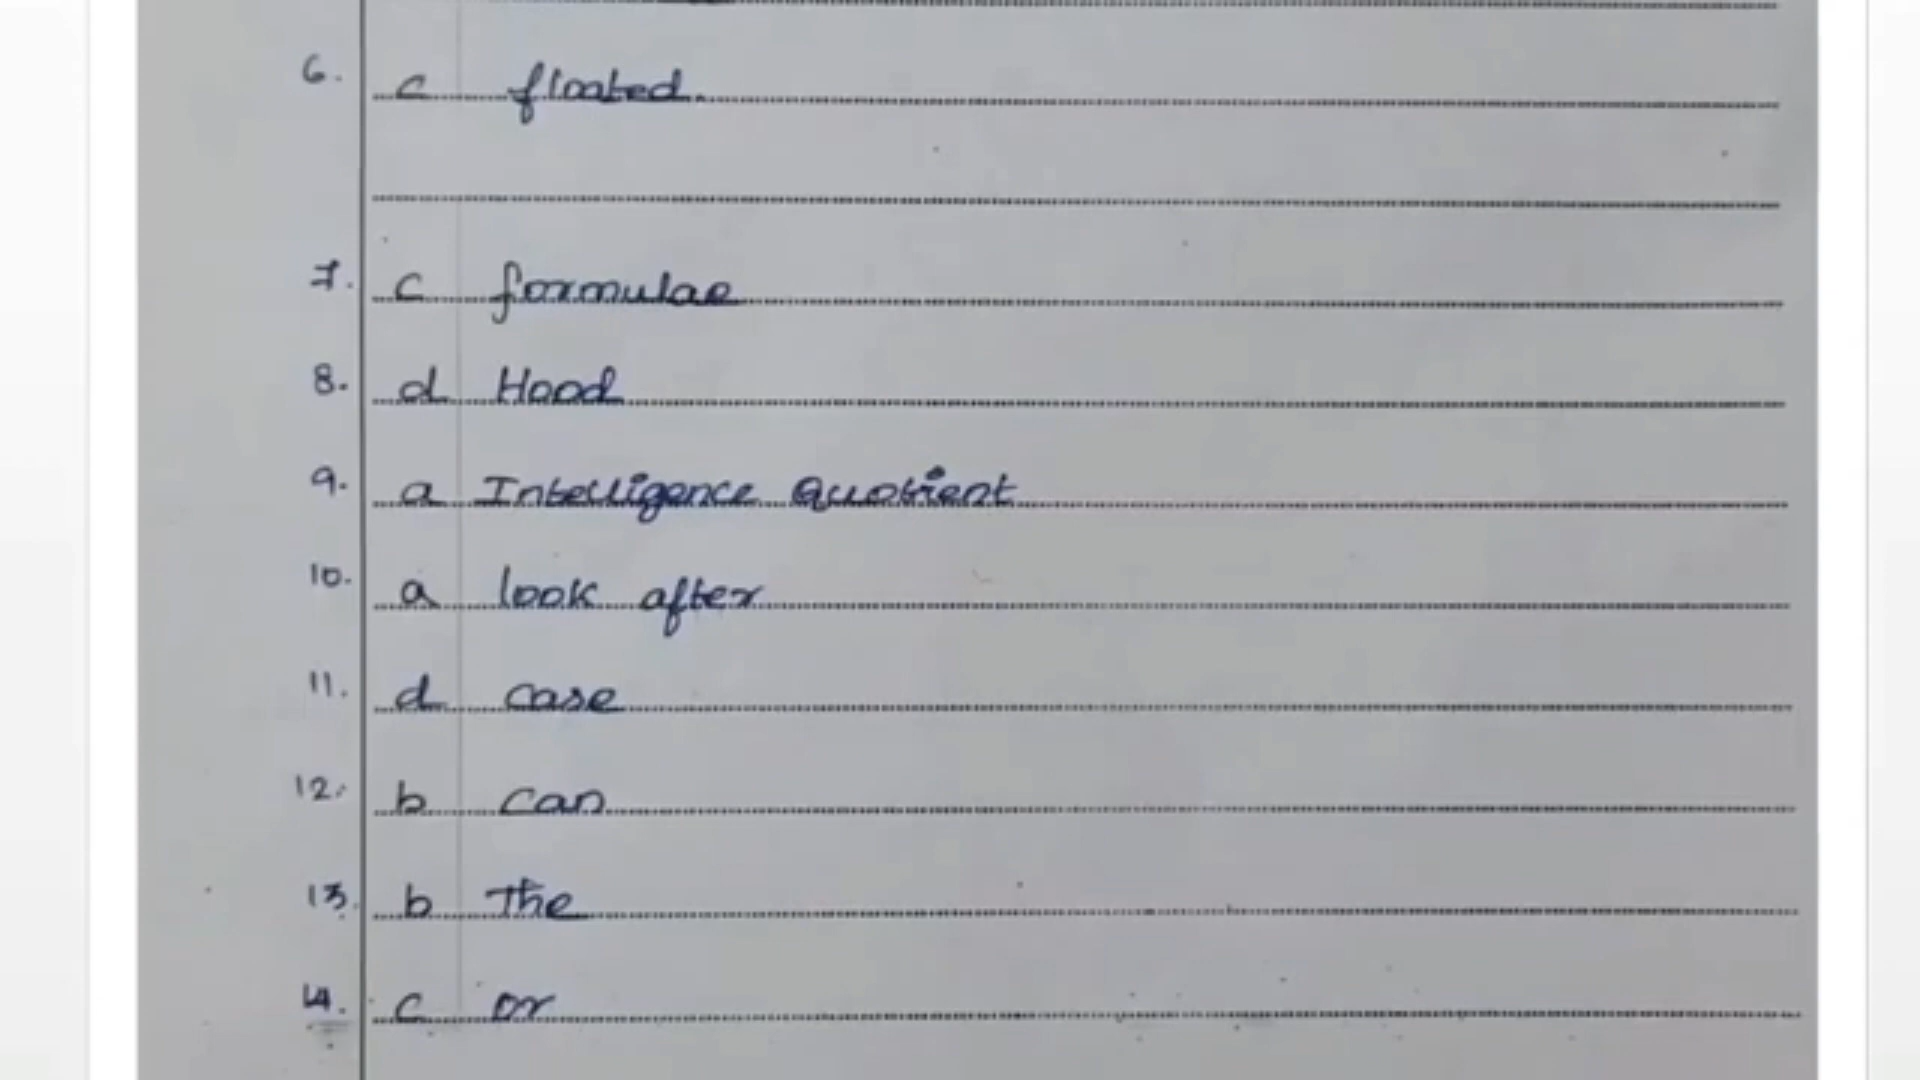 6. c floated.
7. c formulae
8. d Hood
9. a Intelligence Quotient
10. a look after
11. d case
12. b can
13. b The
14. c or